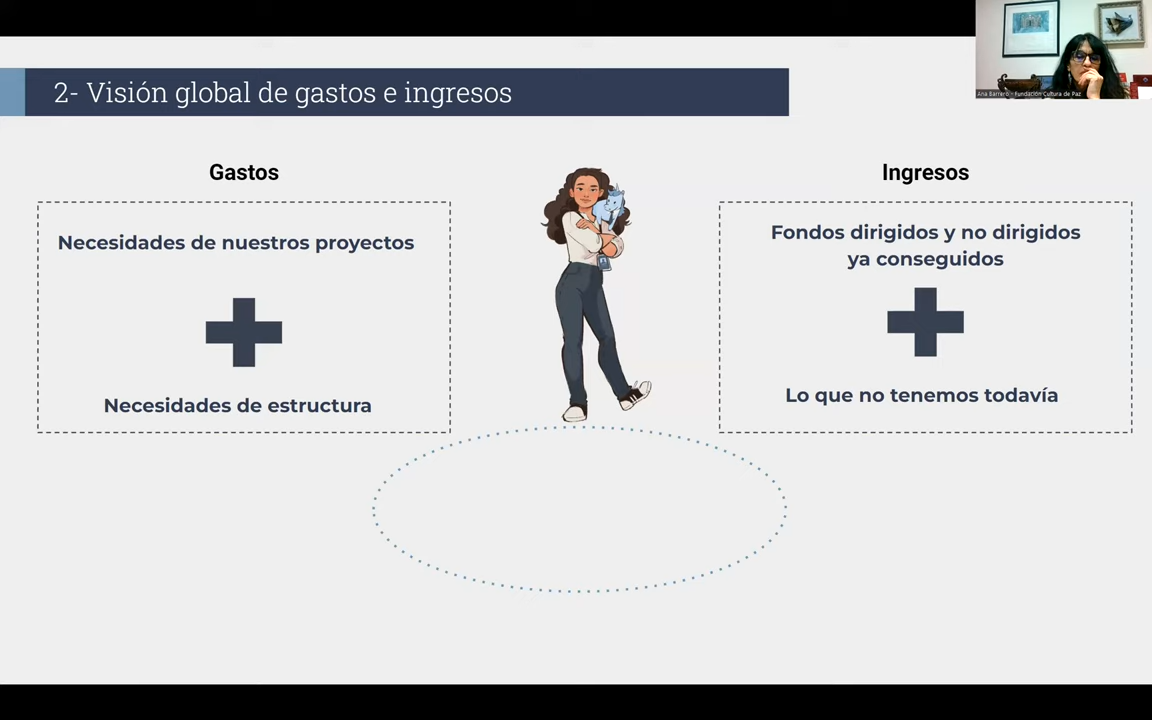 2- Visión global de gastos e ingresos
Ana Barrero - Fundación Cultura de Paz
Gastos
Necesidades de nuestros proyectos
Necesidades de estructura
Ingresos
Fondos dirigidos y no dirigidos
ya conseguidos
Lo que no tenemos todavía